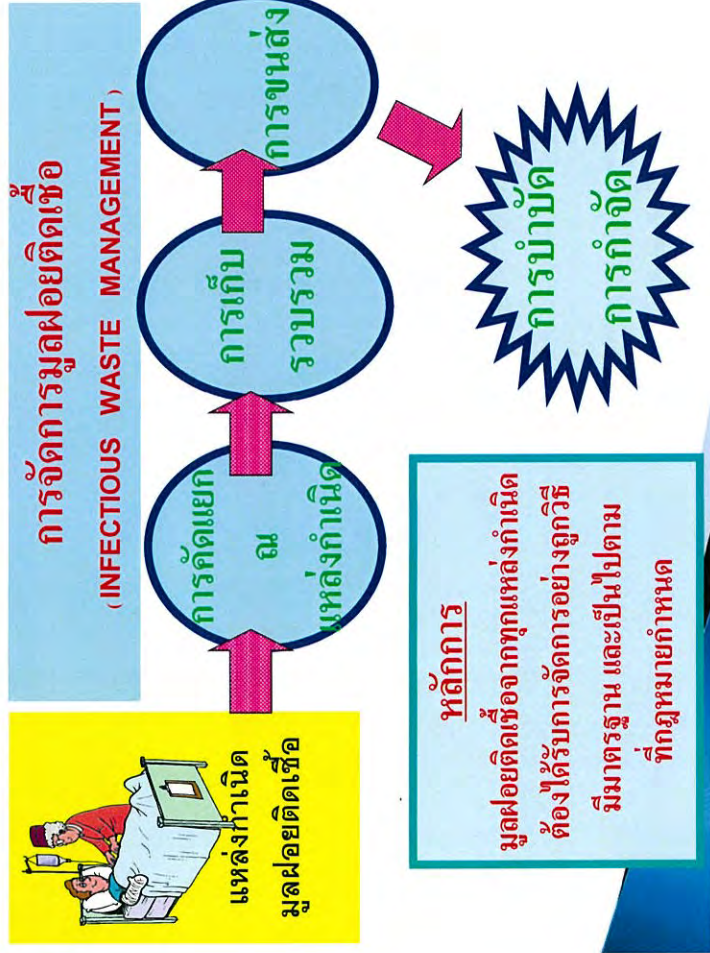 การจัดการมูลฝอยติดเชื้อ
(INFECTIOUS WASTE MANAGEMENT)
แหล่งกำเนิด
มูลฝอยติดเชื้อ
การคัดแยก
ณ
แหล่งกำเนิด
การเก็บ
รวบรวม
การขนส่ง
การบำบัด
การกำจัด
หลักการ
มูลฝอยติดเชื้อจากทุกแหล่งกำเนิด
ต้องได้รับการจัดการอย่างถูกวิธี
มีมาตรฐาน และเป็นไปตาม
ที่กฎหมายกำหนด